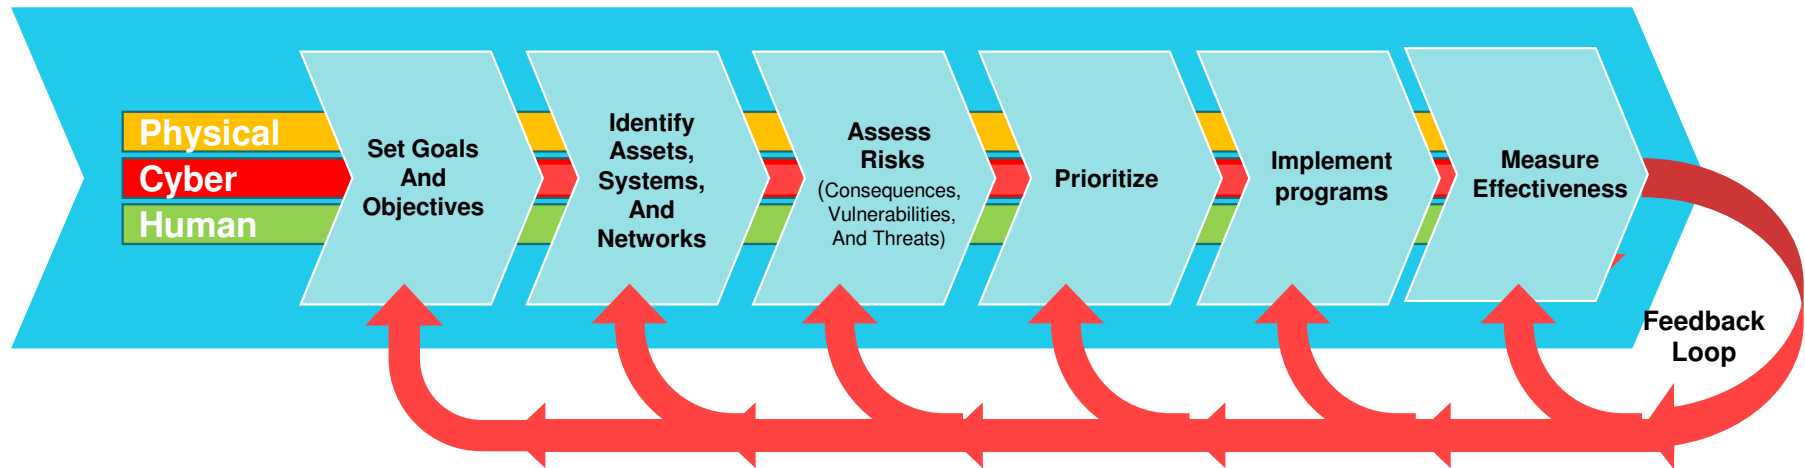 Physical
Cyber
Human
Set Goals
And
Objectives
Identify
Assets,
Systems,
And
Networks
Assess
Risks
(Consequences,
Vulnerabilities,
And Threats)
Prioritize
Implement
programs
Measure
Effectiveness
Feedback
Loop